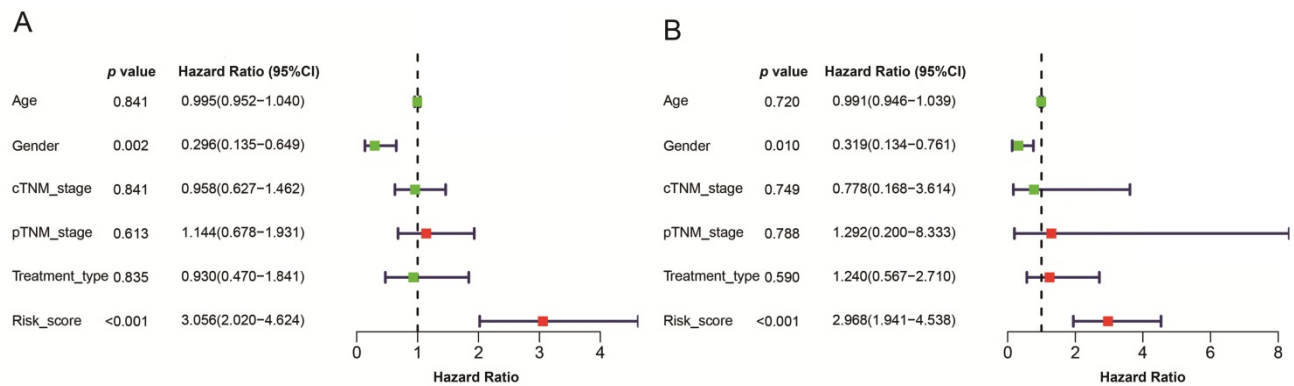 A
p value Hazard Ratio (95%CI)
Age 0.841 0.995(0.952−1.040)
Gender 0.002 0.296(0.135−0.649)
cTNM_stage 0.841 0.958(0.627−1.462)
pTNM_stage 0.613 1.144(0.678−1.931)
Treatment_type 0.835 0.930(0.470−1.841)
Risk_score <0.001 3.056(2.020−4.624)
0 1 2 3 4
Hazard Ratio
B
p value Hazard Ratio (95%CI)
Age 0.720 0.991(0.946−1.039)
Gender 0.010 0.319(0.134−0.761)
cTNM_stage 0.749 0.778(0.168−3.614)
pTNM_stage 0.788 1.292(0.200−8.333)
Treatment_type 0.590 1.240(0.567−2.710)
Risk_score <0.001 2.968(1.941−4.538)
0 2 4 6 8
Hazard Ratio